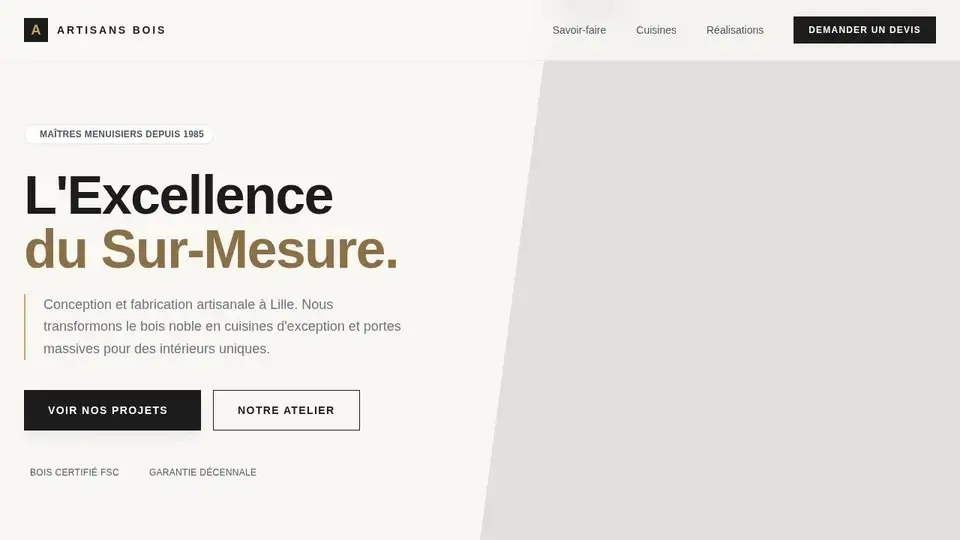 A ARTISANS BOIS
Savoir-faire Cuisines Réalisations DEMANDER UN DEVIS
MAÎTRES MENUISIERS DEPUIS 1985
L'Excellence
du Sur-Mesure.
Conception et fabrication artisanale à Lille. Nous
transformons le bois noble en cuisines d'exception et portes
massives pour des intérieurs uniques.
VOIR NOS PROJETS NOTRE ATELIER
BOIS CERTIFIÉ FSC GARANTIE DÉCENNALE